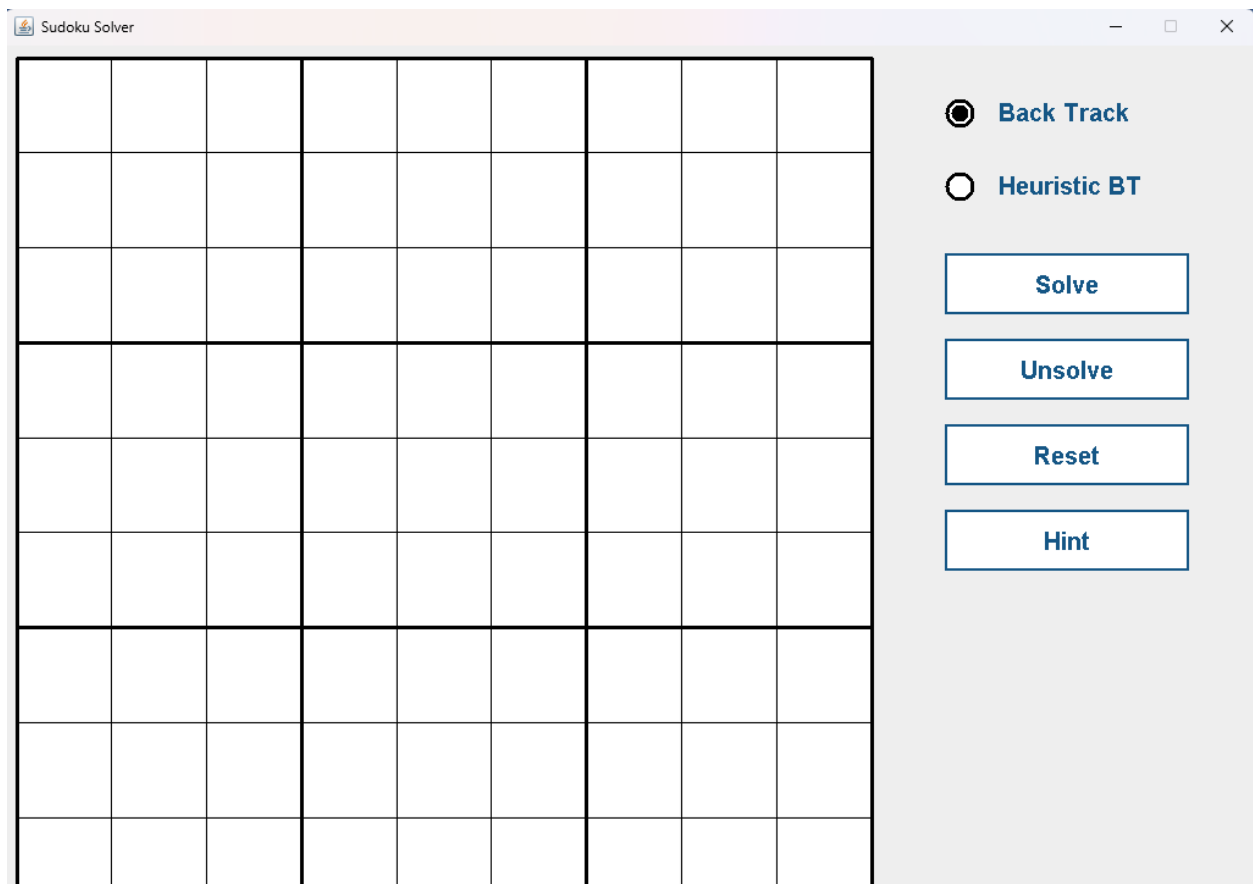 Sudoku Solver
Back Track
Heuristic BT
Solve
Unsolve
Reset
Hint